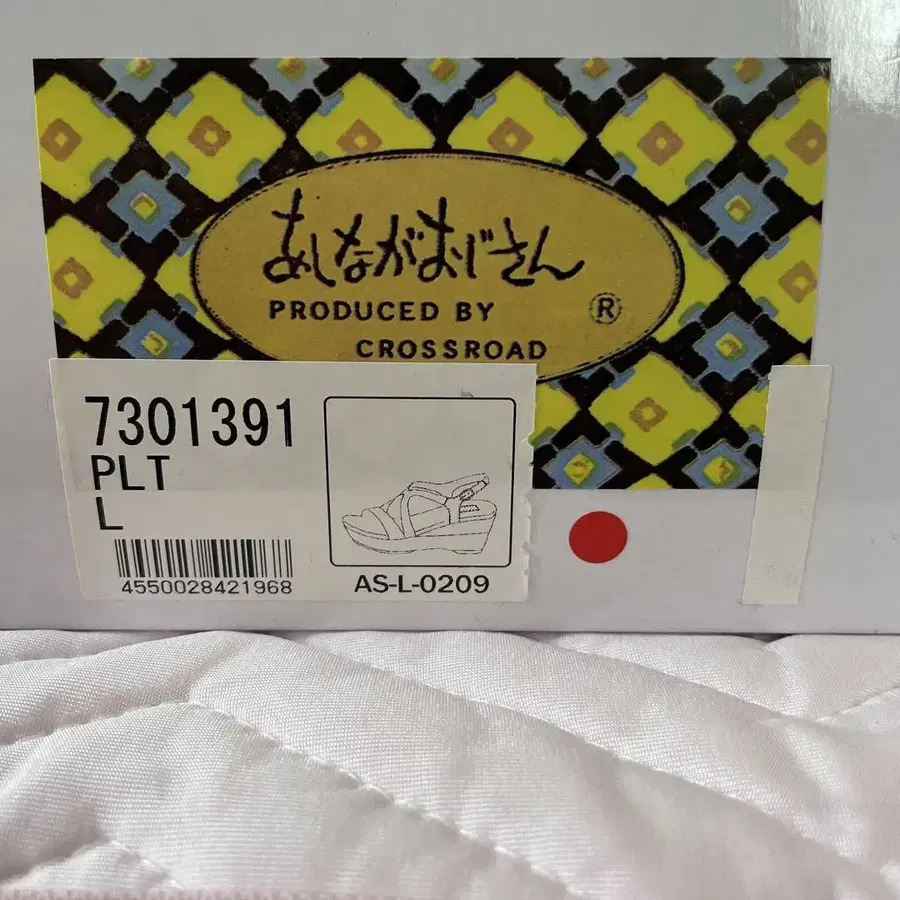 あしながおじさん
PRODUCED BY ®
CROSSROAD
7301391
PLT
L
4550028421968
AS-L-0209